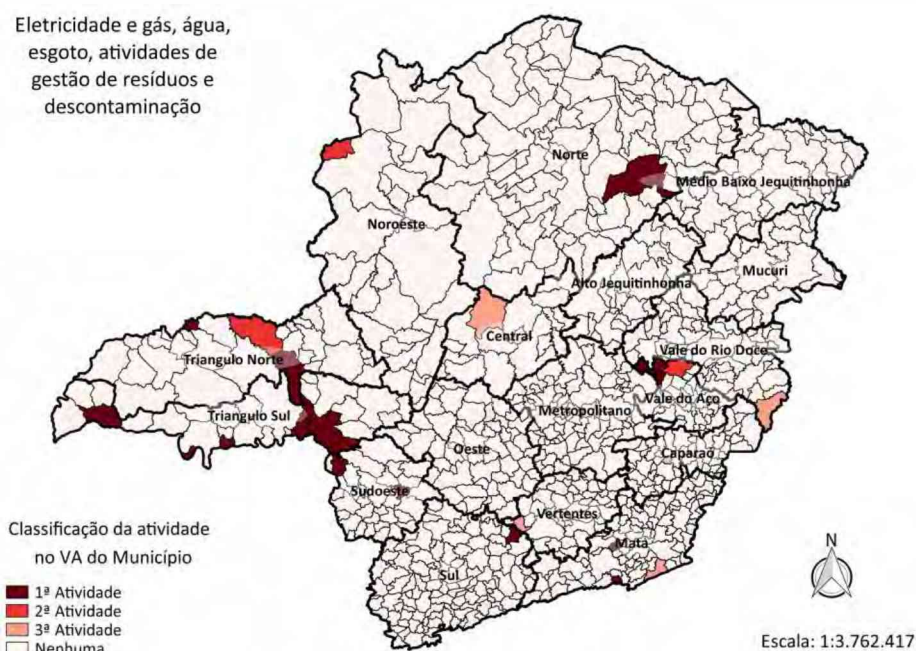 Eletricidade e gás, água,
esgoto, atividades de
gestão de resíduos e
descontaminação
Norte
Médio Baixo Jequitinhonha
Noroeste
Mucuri
Alto Jequitinhonha
Central
Vale do Rio Doce
Triangulo Norte
Vale do Aço
Metropolitano
Triangulo Sul
Oeste
Caparaó
Sudoeste
Vertentes
Mata
Sul
Classificação da atividade
no VA do Município
1ª Atividade
2ª Atividade
3ª Atividade
Nenhuma
N
Escala: 1:3.762.417